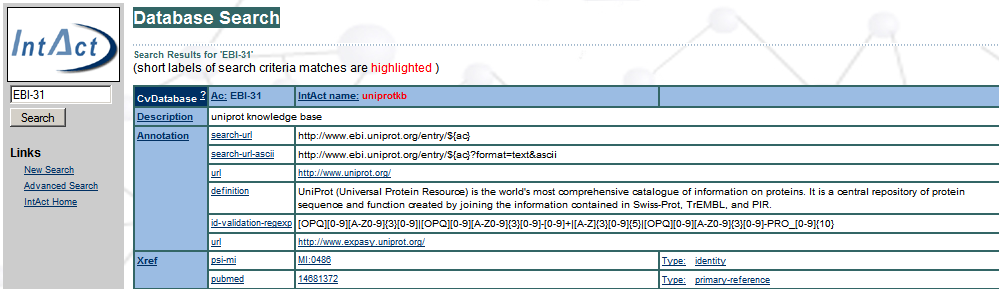 IntAct
EBI-31
Search
Links
New Search
Advanced Search
IntAct Home
Database Search
Search Results for 'EBI-31'
(short labels of search criteria matches are highlighted )
CvDatabase ? Ac: EBI-31 IntAct name: uniprotkb
Description uniprot knowledge base
Annotation search-url http://www.ebi.uniprot.org/entry/${ac}
search-url-ascii http://www.ebi.uniprot.org/entry/${ac}?format=text&ascii
url http://www.uniprot.org/
definition UniProt (Universal Protein Resource) is the world's most comprehensive catalogue of information on proteins. It is a central repository of protein
sequence and function created by joining the information contained in Swiss-Prot, TrEMBL, and PIR.
id-validation-regexp [OPQ][0-9][A-Z0-9]{3}[0-9]|[OPQ][0-9][A-Z0-9]{3}[0-9]-[0-9]+|[A-Z]{3}[0-9]{5}|[OPQ][0-9][A-Z0-9]{3}[0-9]-PRO_[0-9]{10}
url http://www.expasy.uniprot.org/
Xref psi-mi MI:0486 Type: identity
pubmed 14681372 Type: primary-reference